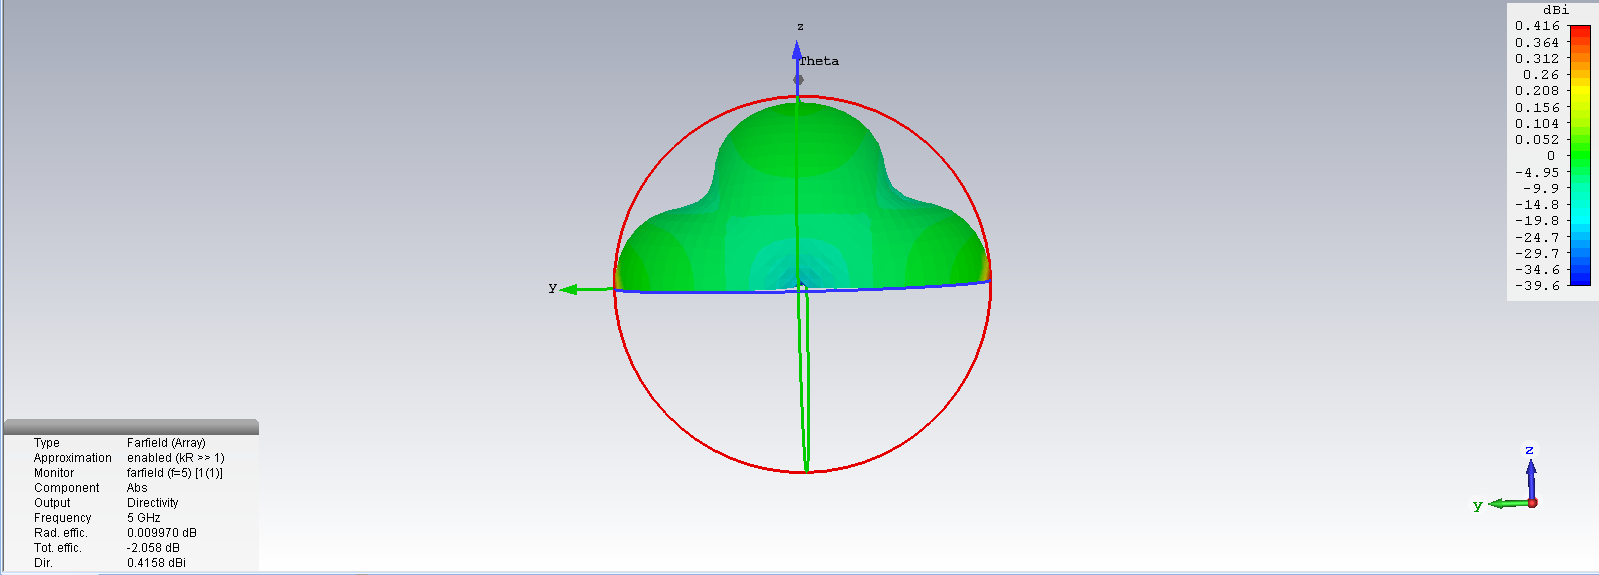 dBi
0.416
0.364
0.312
0.26
0.208
0.156
0.104
0.052
0
-4.95
-9.9
-14.8
-19.8
-24.7
-29.7
-34.6
-39.6
z
Theta
y
Type Farfield (Array)
Approximation enabled (kR >> 1)
Monitor farfield (f=5) [1(1)]
Component Abs
Output Directivity
Frequency 5 GHz
Rad. effic. 0.009970 dB
Tot. effic. -2.058 dB
Dir. 0.4158 dBi
z
y